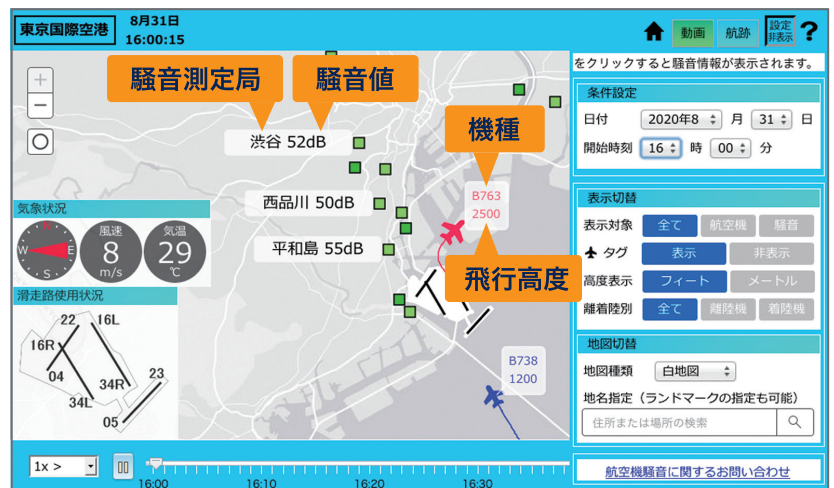 東京国際空港
8月31日
16:00:15
動画
航跡
設定
非表示
?
をクリックすると騒音情報が表示されます。
騒音測定局
騒音値
渋谷 52dB
機種
B763
2500
西品川 50dB
平和島 55dB
飛行高度
B738
1200
気象状況
N
W
E
S
風速
8
m/s
気温
29
℃
滑走路使用状況
22
16L
16R
04
34R
23
34L
05
条件設定
日付 2020年8 月 31 日
開始時刻 16 時 00 分
表示切替
表示対象 全て 航空機 騒音
タグ 表示 非表示
高度表示 フィート メートル
離着陸別 全て 離陸機 着陸機
地図切替
地図種類 白地図
地名指定（ランドマークの指定も可能）
住所または場所の検索
航空機騒音に関するお問い合わせ
1x >
16:00 16:10 16:20 16:30